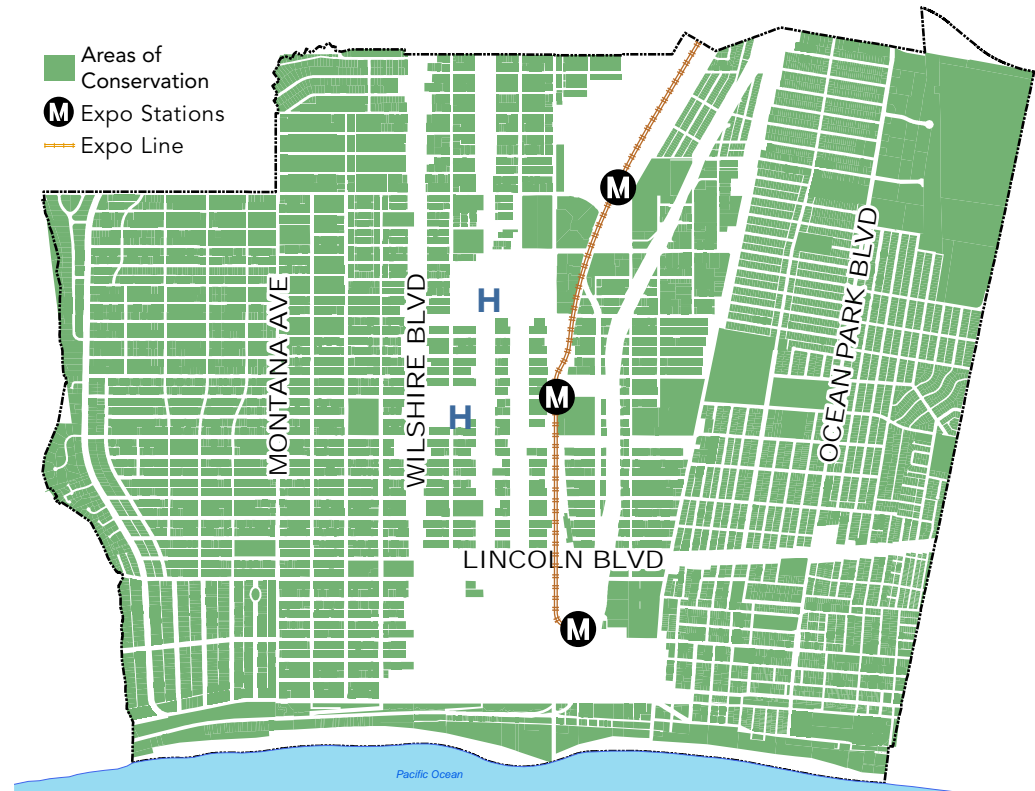 Areas of
Conservation
M Expo Stations
Expo Line
M
MONTANA AVE
WILSHIRE BLVD
OCEAN PARK BLVD
H
M
H
LINCOLN BLVD
M
Pacific Ocean